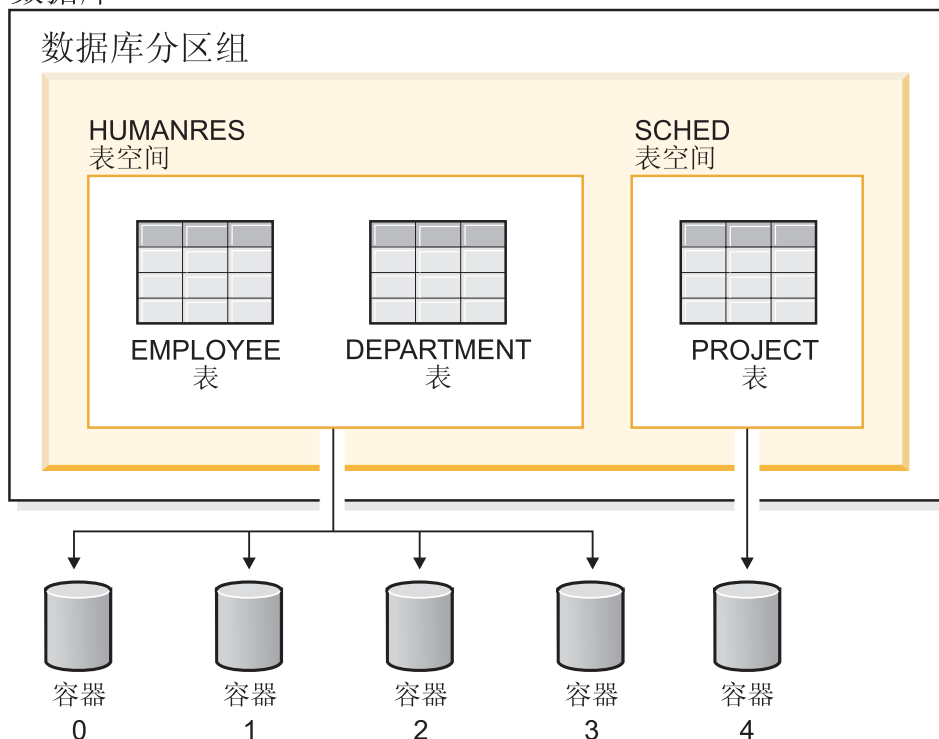 数据库分区组
HUMANRES
表空间
SCHED
表空间
EMPLOYEE
表
DEPARTMENT
表
PROJECT
表
容器
0
容器
1
容器
2
容器
3
容器
4